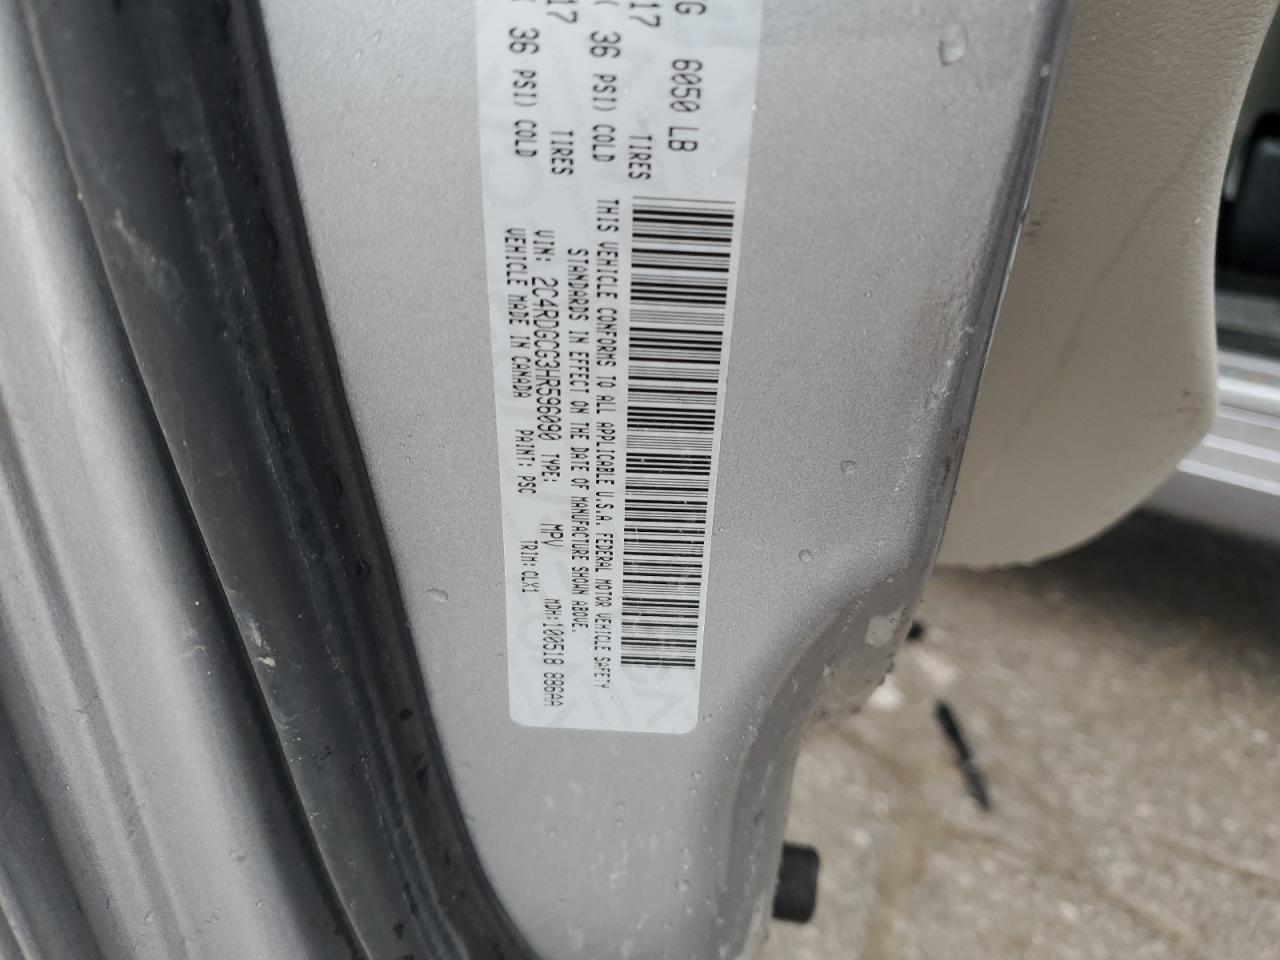 G 6050 LB
17 TIRES
( 36 PSI) COLD
17 TIRES
( 36 PSI) COLD
THIS VEHICLE CONFORMS TO ALL APPLICABLE U.S.A. FEDERAL MOTOR VEHICLE SAFETY
STANDARDS IN EFFECT ON THE DATE OF MANUFACTURE SHOWN ABOVE.
VIN: 2C4RDGCG3HR596090 TYPE: MPV MDH:100518 886AA
VEHICLE MADE IN CANADA PAINT: PSC TRIM: CLX1